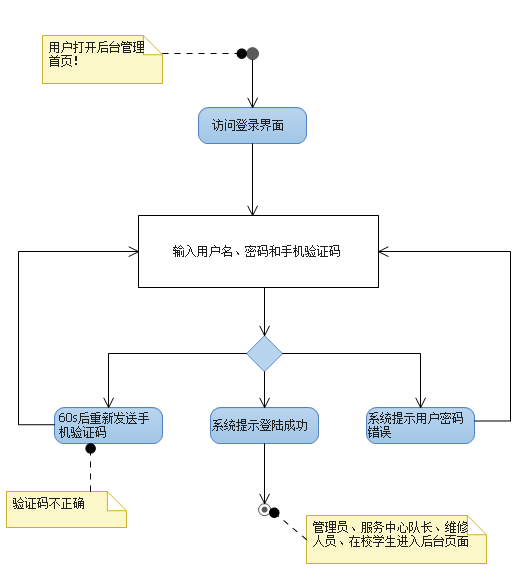 用户打开后台管理
首页！
访问登录界面
输入用户名、密码和手机验证码
60s后重新发送手
机验证码
系统提示登陆成功
系统提示用户密码
错误
验证码不正确
管理员、服务中心队长、维修
人员、在校学生进入后台页面